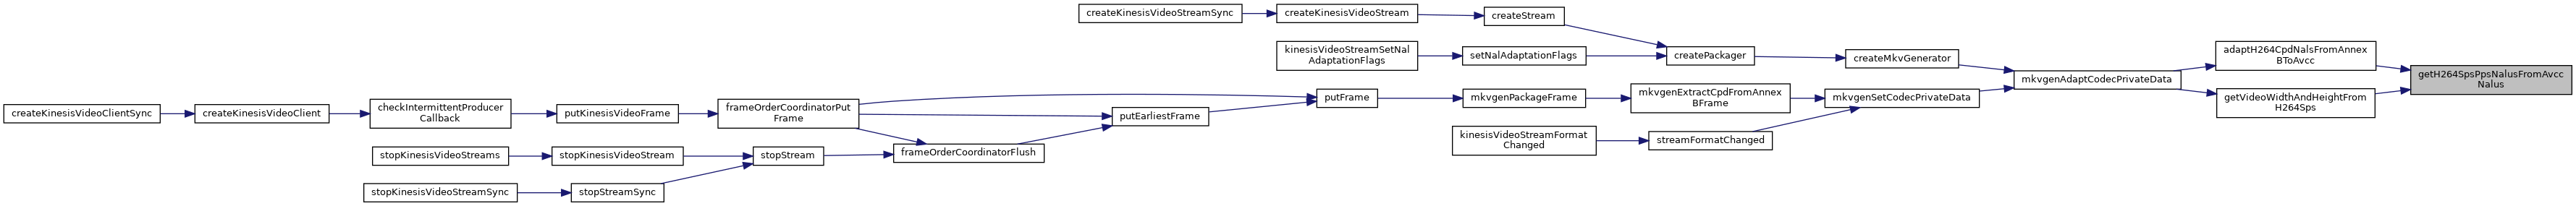 createKinesisVideoStreamSync
createKinesisVideoStream
createStream
kinesisVideoStreamSetNal
AdaptationFlags
setNalAdaptationFlags
createPackager
createMkvGenerator
adaptH264CpdNalsFromAnnex
BToAvcc
mkvgenAdaptCodecPrivateData
getH264SpsPpsNalusFromAvcc
Nalus
getVideoWidthAndHeightFrom
H264Sps
createKinesisVideoClientSync
createKinesisVideoClient
checkIntermittentProducer
Callback
putKinesisVideoFrame
frameOrderCoordinatorPut
Frame
putEarliestFrame
putFrame
mkvgenPackageFrame
mkvgenExtractCpdFromAnnex
BFrame
mkvgenSetCodecPrivateData
kinesisVideoStreamFormat
Changed
streamFormatChanged
stopKinesisVideoStreams
stopKinesisVideoStream
stopStream
frameOrderCoordinatorFlush
stopKinesisVideoStreamSync
stopStreamSync